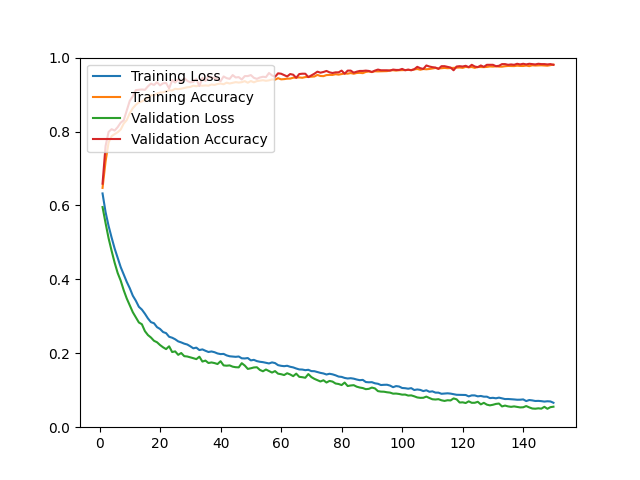 1.0
0.8
0.6
0.4
0.2
0.0
Training Loss
Training Accuracy
Validation Loss
Validation Accuracy
0 20 40 60 80 100 120 140